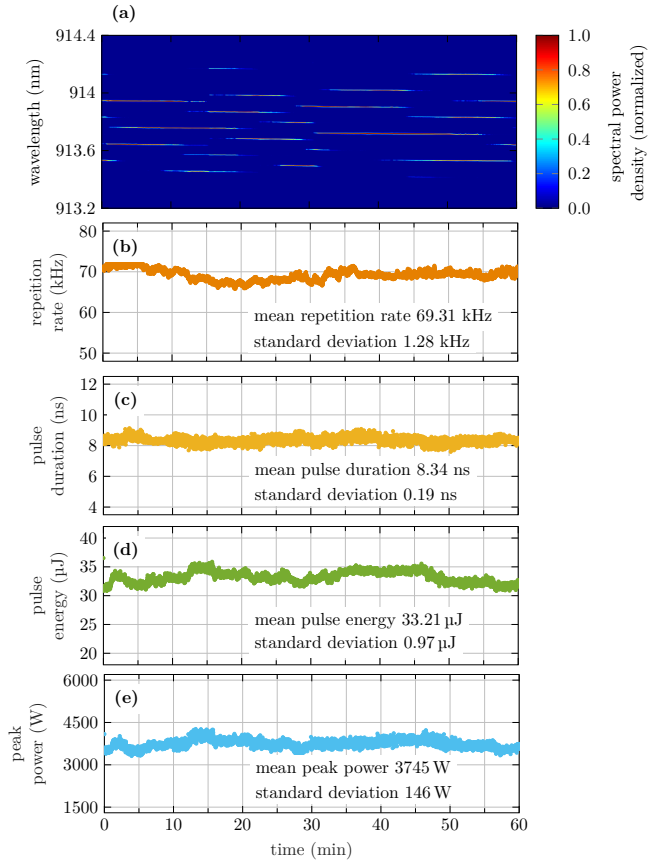 (a)
914.4
914
913.6
913.2
wavelength (nm)
1.0
0.8
0.6
0.4
0.2
0.0
spectral power
density (normalized)
(b)
80
70
60
50
repetition
rate (kHz)
mean repetition rate 69.31 kHz
standard deviation 1.28 kHz
(c)
12
10
8
6
4
pulse
duration (ns)
mean pulse duration 8.34 ns
standard deviation 0.19 ns
(d)
40
35
30
25
20
pulse
energy (µJ)
mean pulse energy 33.21 µJ
standard deviation 0.97 µJ
(e)
6000
4500
3000
1500
peak
power (W)
mean peak power 3745 W
standard deviation 146 W
0 10 20 30 40 50 60
time (min)